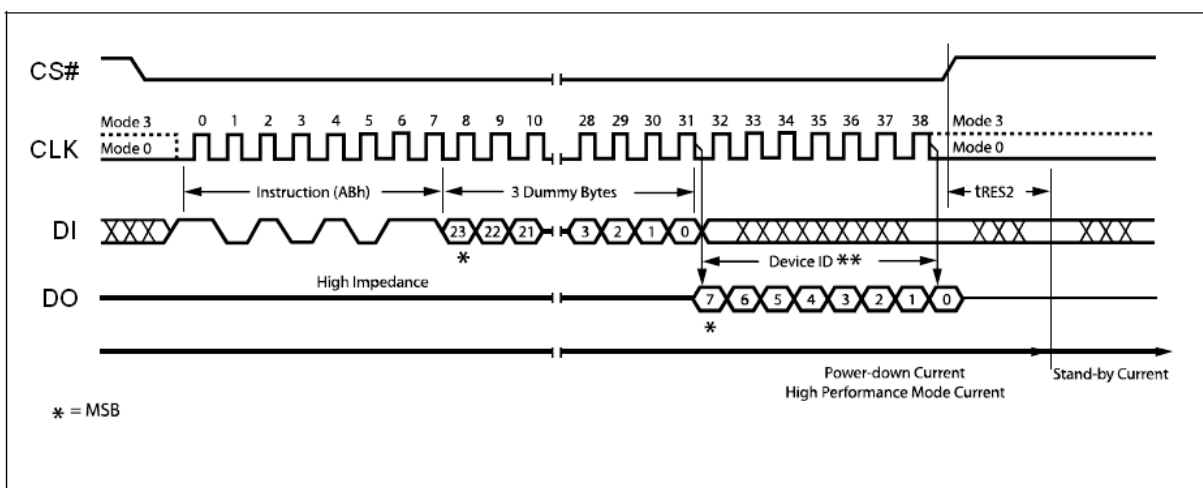 CS#
Mode 3 0 1 2 3 4 5 6 7 8 9 10 28 29 30 31 32 33 34 35 36 37 38 Mode 3
CLK Mode 0 Mode 0
Instruction (ABh) 3 Dummy Bytes tRES2
DI 23 22 21 3 2 1 0
* Device ID **
High Impedance
DO 7 6 5 4 3 2 1 0
*
Power-down Current Stand-by Current
High Performance Mode Current
* = MSB